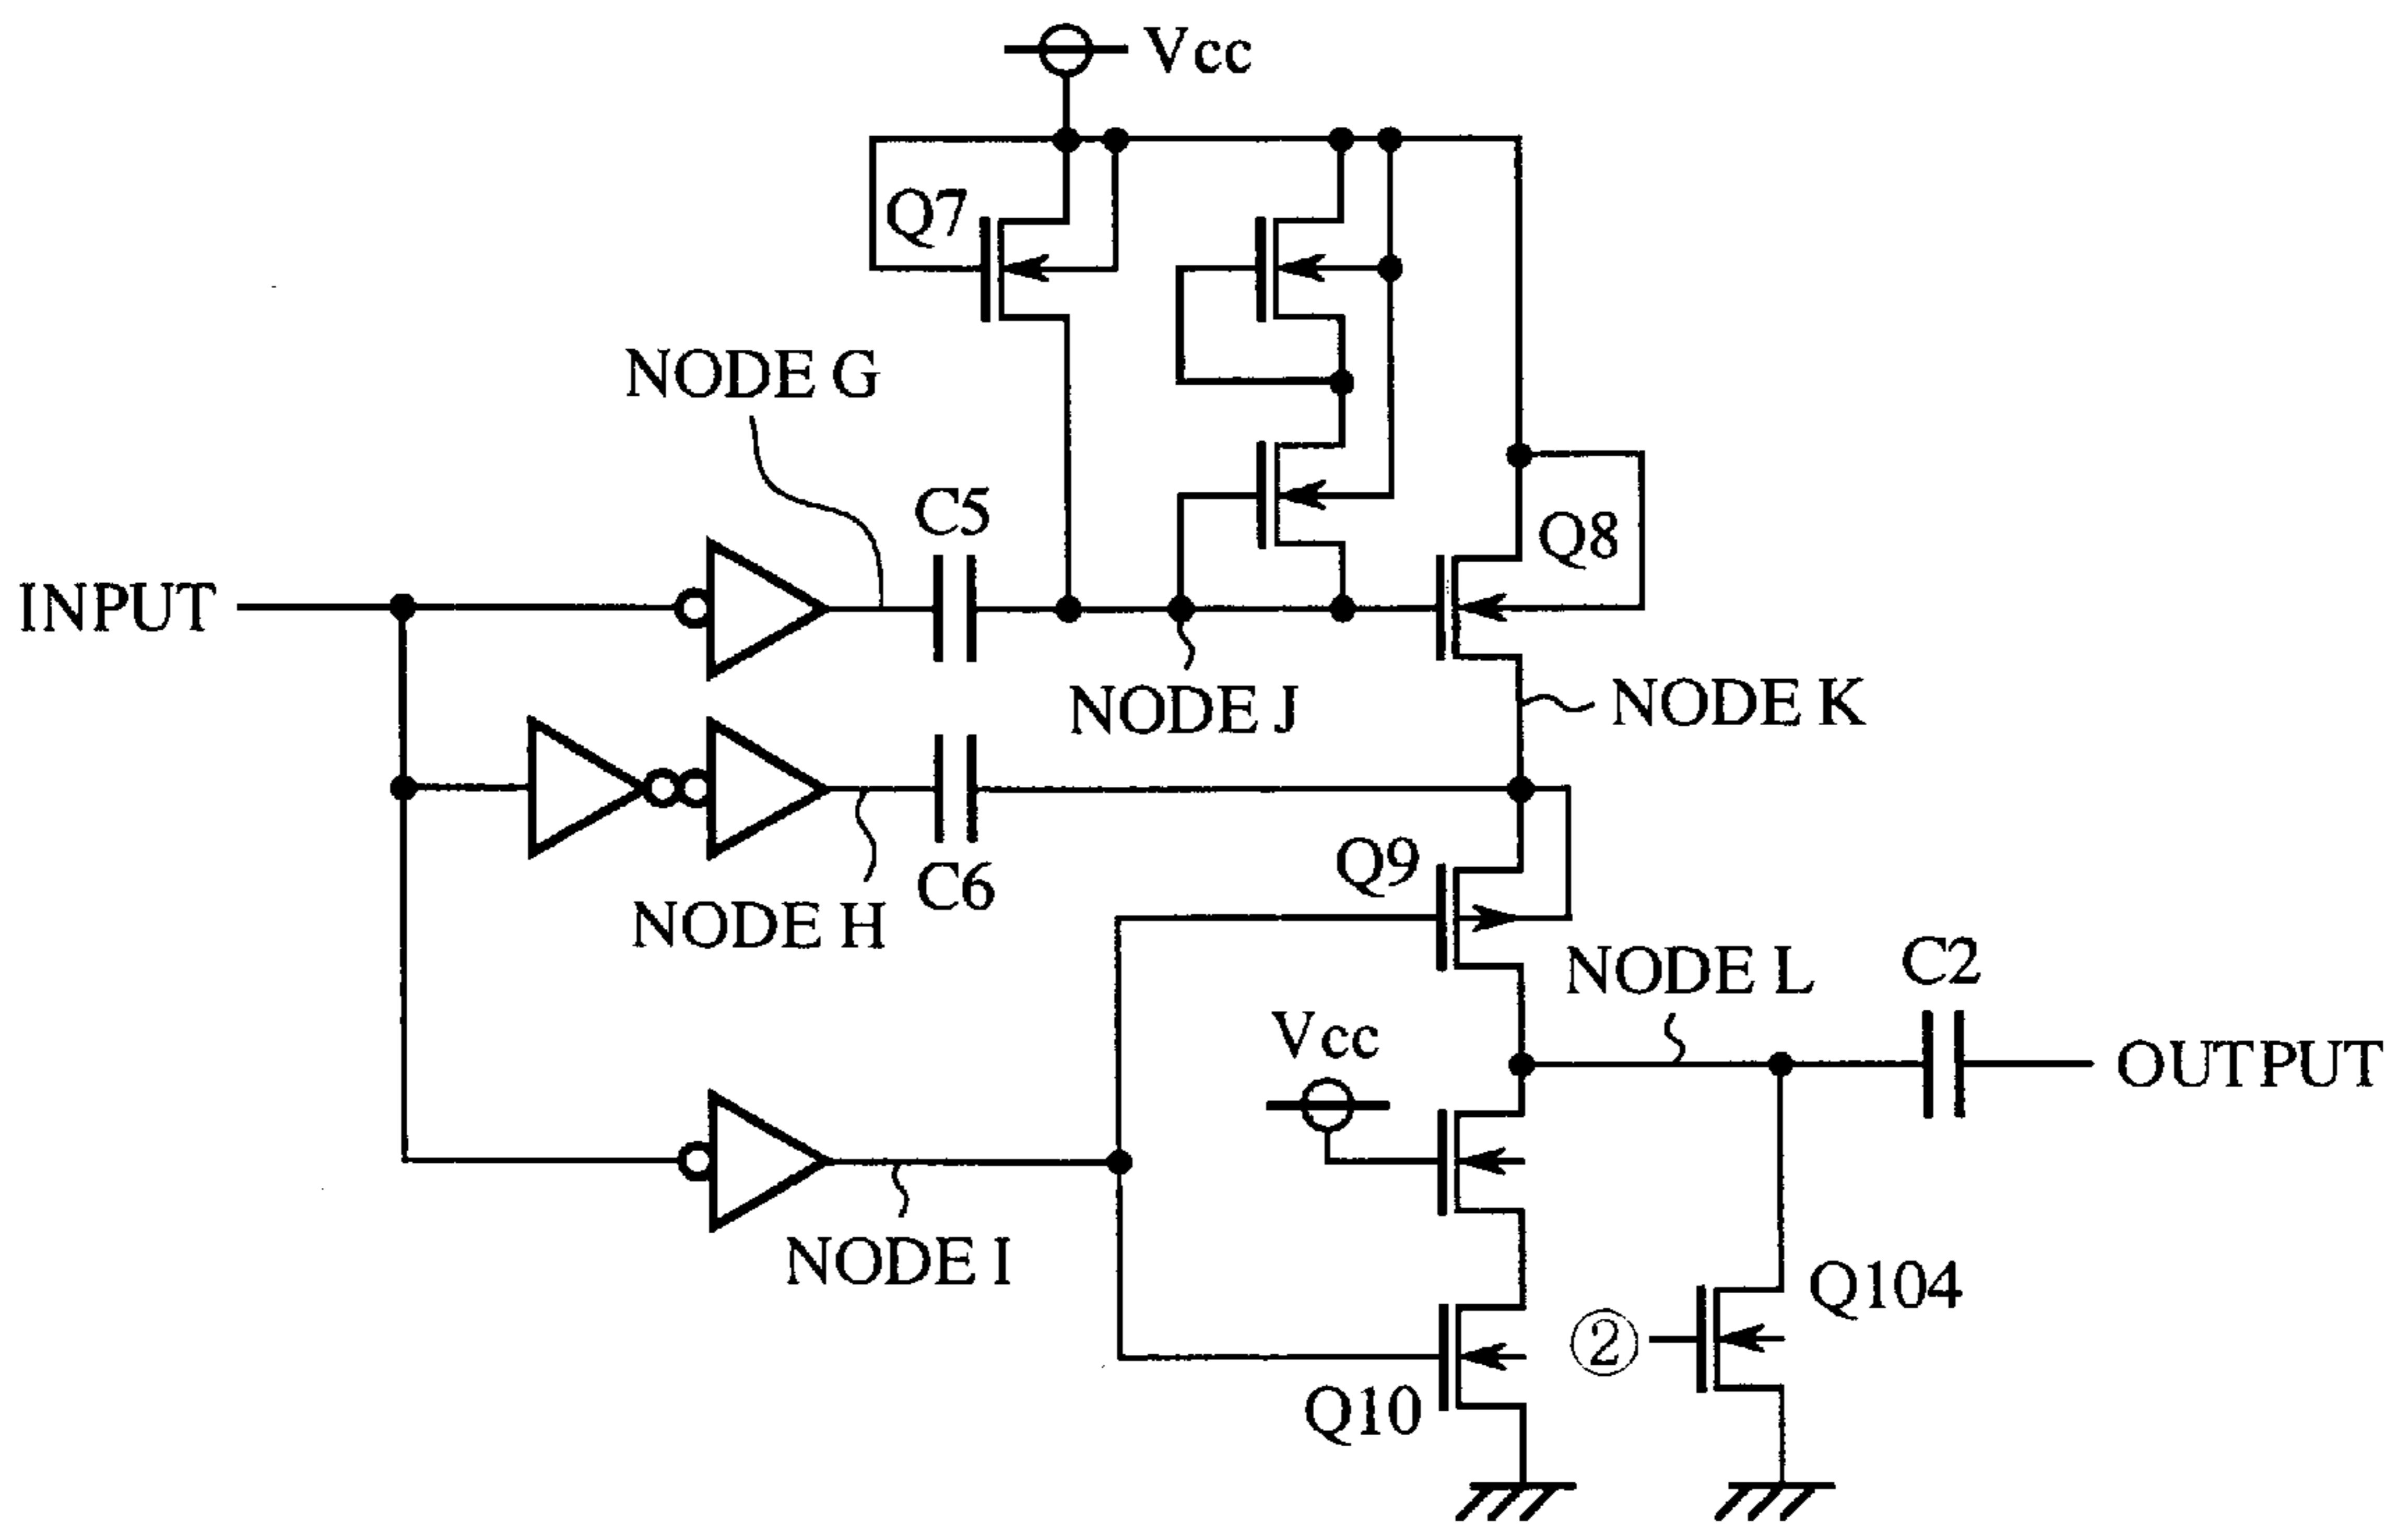 Vcc
Q7
NODE G
C5
Q8
INPUT
NODE J
NODE K
C6
Q9
NODE H
NODE L
C2
Vcc
OUTPUT
NODE I
Q104
②
Q10